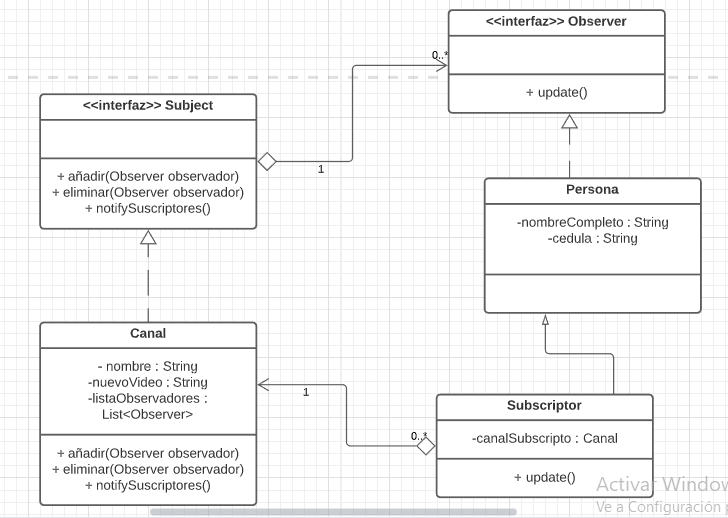 <<interfaz>> Observer
+ update()
0..*
1
<<interfaz>> Subject
+ añadir(Observer observador)
+ eliminar(Observer observador)
+ notifySuscriptores()
Persona
-nombreCompleto : String
-cedula : String
Canal
- nombre : String
-nuevoVideo : String
-listaObservadores :
List<Observer>
+ añadir(Observer observador)
+ eliminar(Observer observador)
+ notifySuscriptores()
1
0..*
Subscriptor
-canalSubscripto : Canal
+ update()
Activar Window
Ve a Configuración